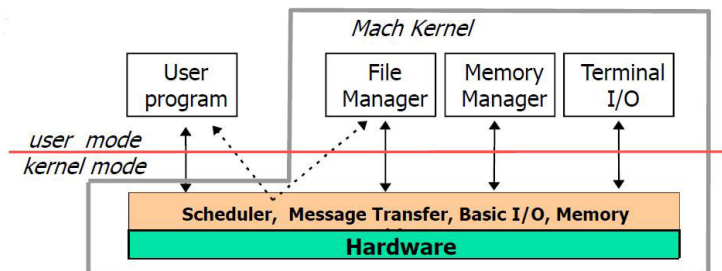 Mach Kernel
User
program
File
Manager
Memory
Manager
Terminal
I/O
user mode
kernel mode
Scheduler, Message Transfer, Basic I/O, Memory
Hardware